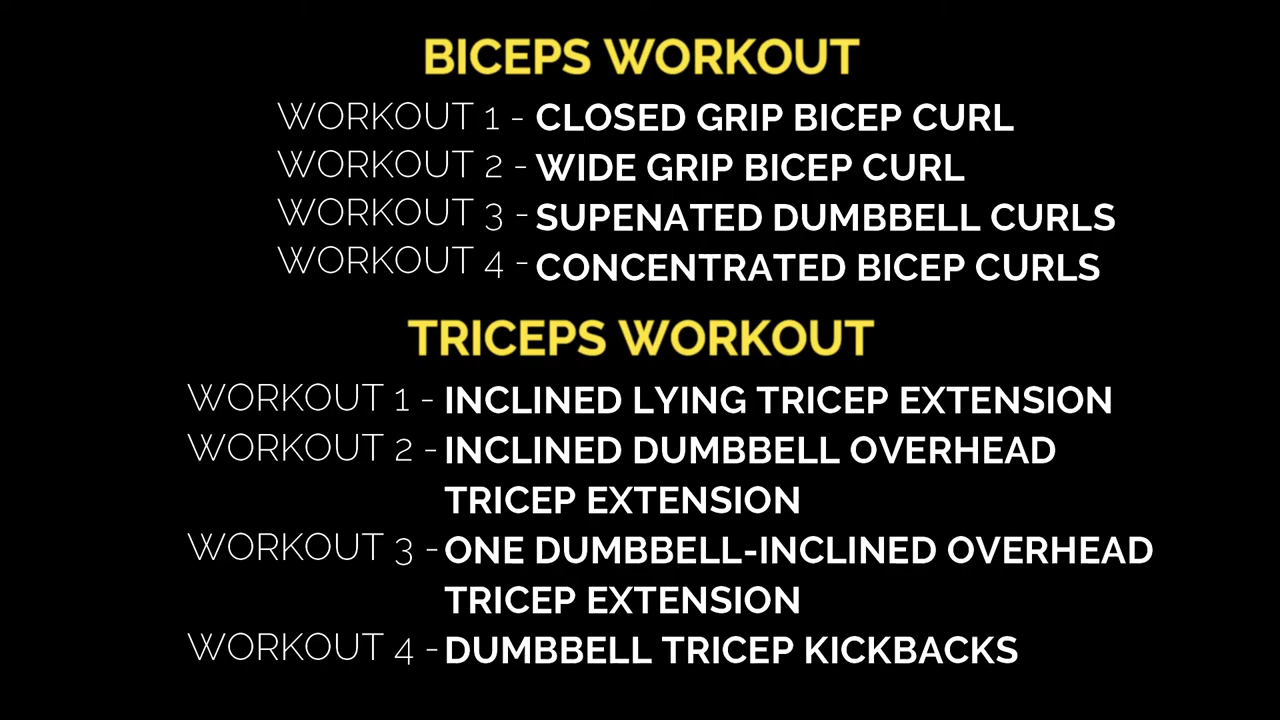 BICEPS WORKOUT
WORKOUT 1 - CLOSED GRIP BICEP CURL
WORKOUT 2 - WIDE GRIP BICEP CURL
WORKOUT 3 - SUPENATED DUMBBELL CURLS
WORKOUT 4 - CONCENTRATED BICEP CURLS
TRICEPS WORKOUT
WORKOUT 1 - INCLINED LYING TRICEP EXTENSION
WORKOUT 2 - INCLINED DUMBBELL OVERHEAD
TRICEP EXTENSION
WORKOUT 3 - ONE DUMBBELL-INCLINED OVERHEAD
TRICEP EXTENSION
WORKOUT 4 - DUMBBELL TRICEP KICKBACKS